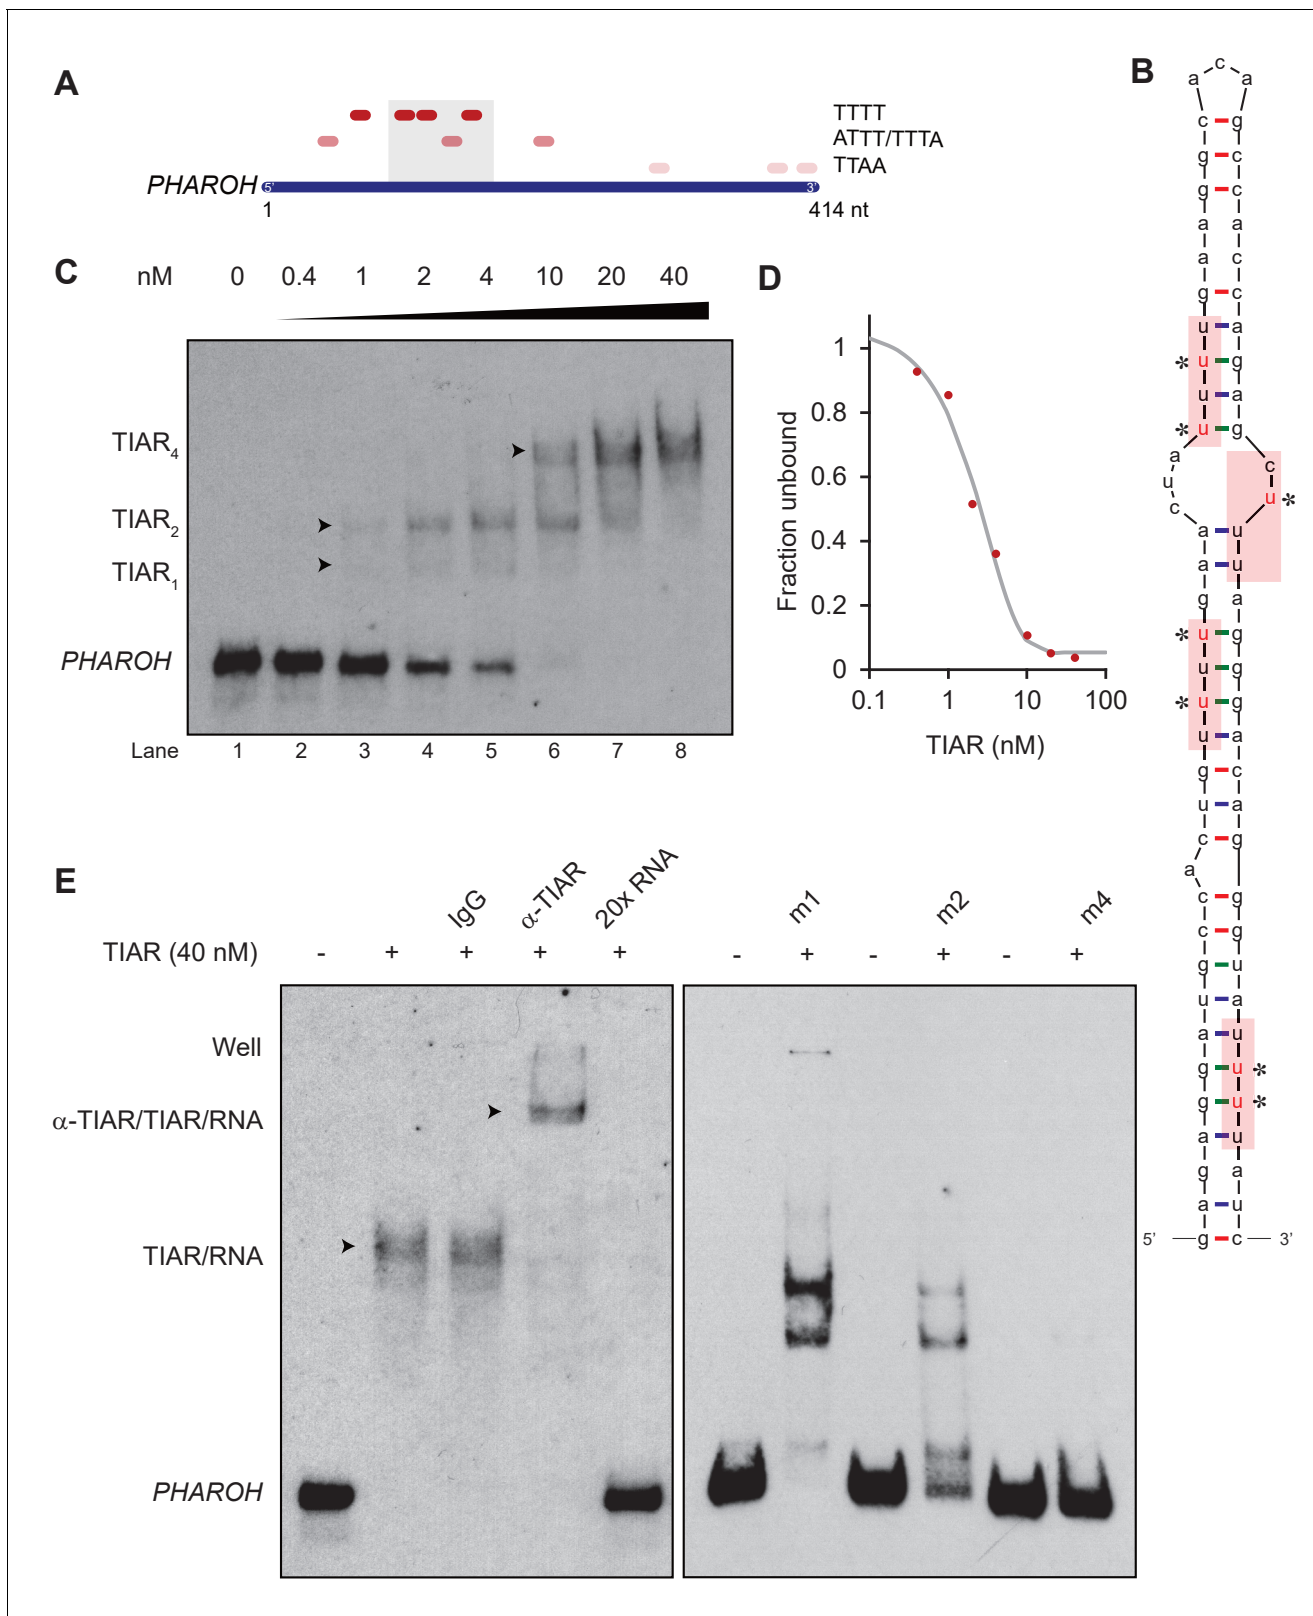 A
TTTT
ATTT/TTTA
TTAA
PHAROH
5'
3'
1
414 nt
B
a c a
c g
g c
g c
a a
a c
g c
u a
u g
u a
u g
a c
u u
c
a u
a u
g a
u g
u g
u g
u a
g c
u a
c g
a
c g
c g
g u
u a
a u
g u
g u
a u
g a
a u
5' g c 3'
*
*
*
*
*
*
*
C
nM 0 0.4 1 2 4 10 20 40
TIAR4
TIAR2
TIAR1
PHAROH
Lane 1 2 3 4 5 6 7 8
D
Fraction unbound
1
0.8
0.6
0.4
0.2
0
0.1 1 10 100
TIAR (nM)
E
IgG α-TIAR 20x RNA m1 m2 m4
TIAR (40 nM) - + + + + - + - + - +
Well
α-TIAR/TIAR/RNA
TIAR/RNA
PHAROH